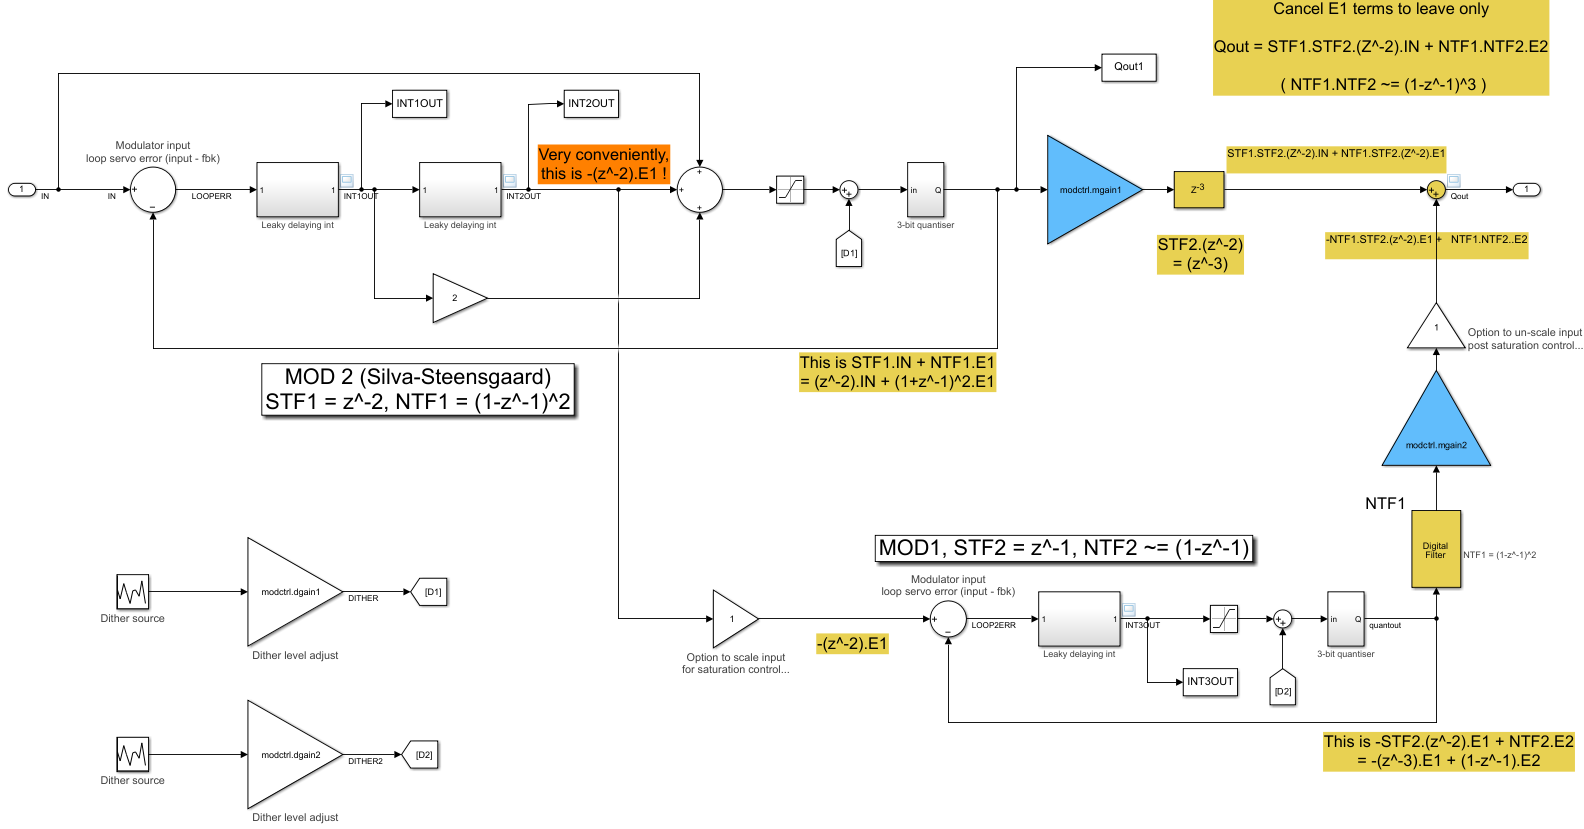 Cancel E1 terms to leave only
Qout = STF1.STF2.(Z^-2).IN + NTF1.NTF2.E2
( NTF1.NTF2 ~= (1-z^-1)^3 )
Qout1
INT1OUT
INT2OUT
Modulator input
loop servo error (input - fbk)
Very conveniently,
this is -(z^-2).E1 !
STF1.STF2.(Z^-2).IN + NTF1.STF2.(Z^-2).E1
1
IN
IN
+
−
LOOPERR
1
1
INT1OUT
Leaky delaying int
1
1
INT2OUT
Leaky delaying int
+
+
+
+
+
[D1]
in
Q
3-bit quantiser
modctrl.mgain1
Z-3
+
+
Qout
1
STF2.(z^-2)
= (z^-3)
-NTF1.STF2.(z^-2).E1 + NTF1.NTF2..E2
2
1
Option to un-scale input
post saturation control...
This is STF1.IN + NTF1.E1
= (z^-2).IN + (1+z^-1)^2.E1
MOD 2 (Silva-Steensgaard)
STF1 = z^-2, NTF1 = (1-z^-1)^2
modctrl.mgain2
NTF1
Digital
Filter
NTF1 = (1-z^-1)^2
MOD1, STF2 = z^-1, NTF2 ~= (1-z^-1)
Modulator input
loop servo error (input - fbk)
Dither source
modctrl.dgain1
DITHER
[D1]
Dither level adjust
1
Option to scale input
for saturation control...
-(z^-2).E1
+
−
LOOP2ERR
1
1
INT3OUT
Leaky delaying int
INT3OUT
+
+
[D2]
in
Q
3-bit quantiser
quantout
Dither source
modctrl.dgain2
DITHER2
[D2]
Dither level adjust
This is -STF2.(z^-2).E1 + NTF2.E2
= -(z^-3).E1 + (1-z^-1).E2